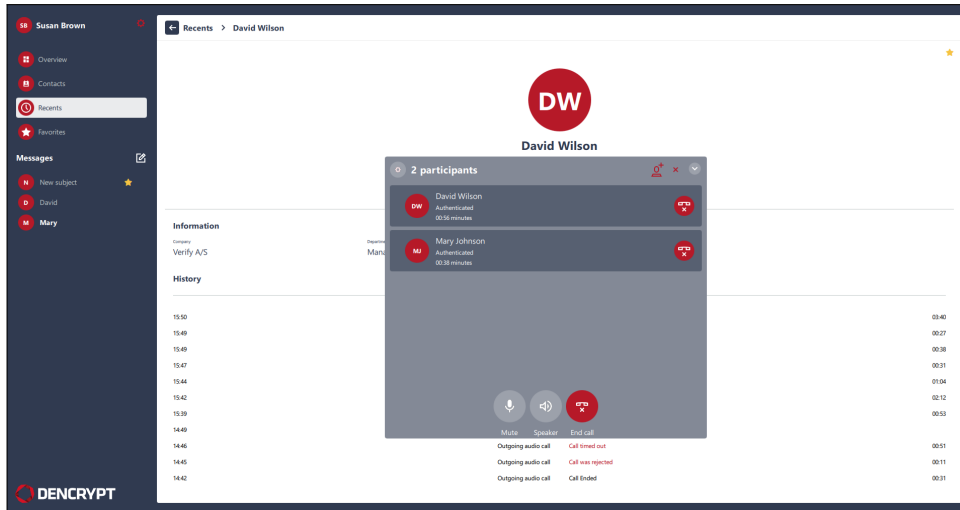 SB Susan Brown
Overview
Contacts
Recents
Favorites
Messages
N New subject
D David
M Mary
DENCRYPT
Recents > David Wilson
DW
David Wilson
O 2 participants
DW David Wilson
Authenticated
00:56 minutes
MJ Mary Johnson
Authenticated
00:38 minutes
Mute Speaker End call
Information
Company
Verify A/S
History
15:50 03:40
15:49 00:27
15:49 00:38
15:47 00:31
15:44 01:04
15:42 02:12
15:39 00:53
14:49
14:46 Outgoing audio call Call timed out 00:51
14:45 Outgoing audio call Call was rejected 00:11
14:42 Outgoing audio call Call Ended 00:31